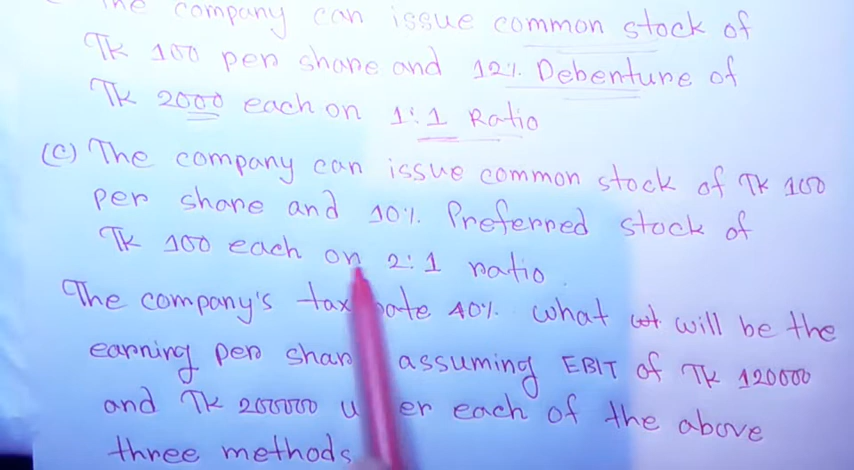 The company can issue common stock of
Tk 100 per share and 12% Debenture of
Tk 2000 each on 1:1 Ratio
(c) The company can issue common stock of Tk 100
per share and 10% Preferred stock of
Tk 100 each on 2:1 ratio.
The company's tax rate 40% what will be the
earning per shar assuming EBIT of Tk 120000
and Tk 200000 each of the above
three methods